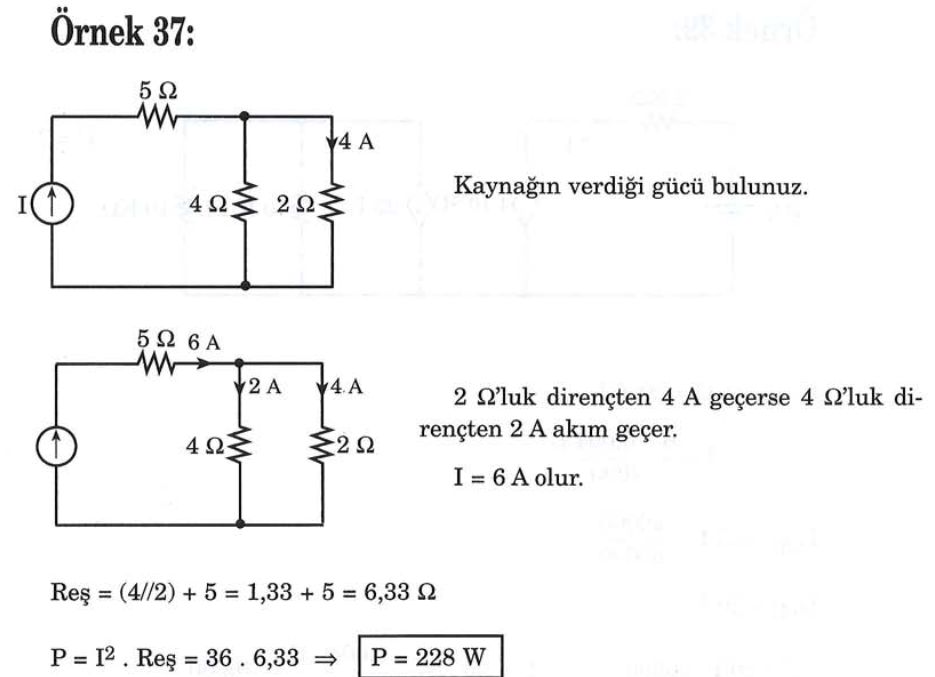 Örnek 37:
5 Ω
4 A
I
4 Ω
2 Ω
Kaynağın verdiği gücü bulunuz.
5 Ω 6 A
2 A
4 A
4 Ω
2 Ω
2 Ω'luk dirençten 4 A geçerse 4 Ω'luk di-
rençten 2 A akım geçer.
I = 6 A olur.
Reş = (4//2) + 5 = 1,33 + 5 = 6,33 Ω
P = I² . Reş = 36 . 6,33 ⇒ P = 228 W